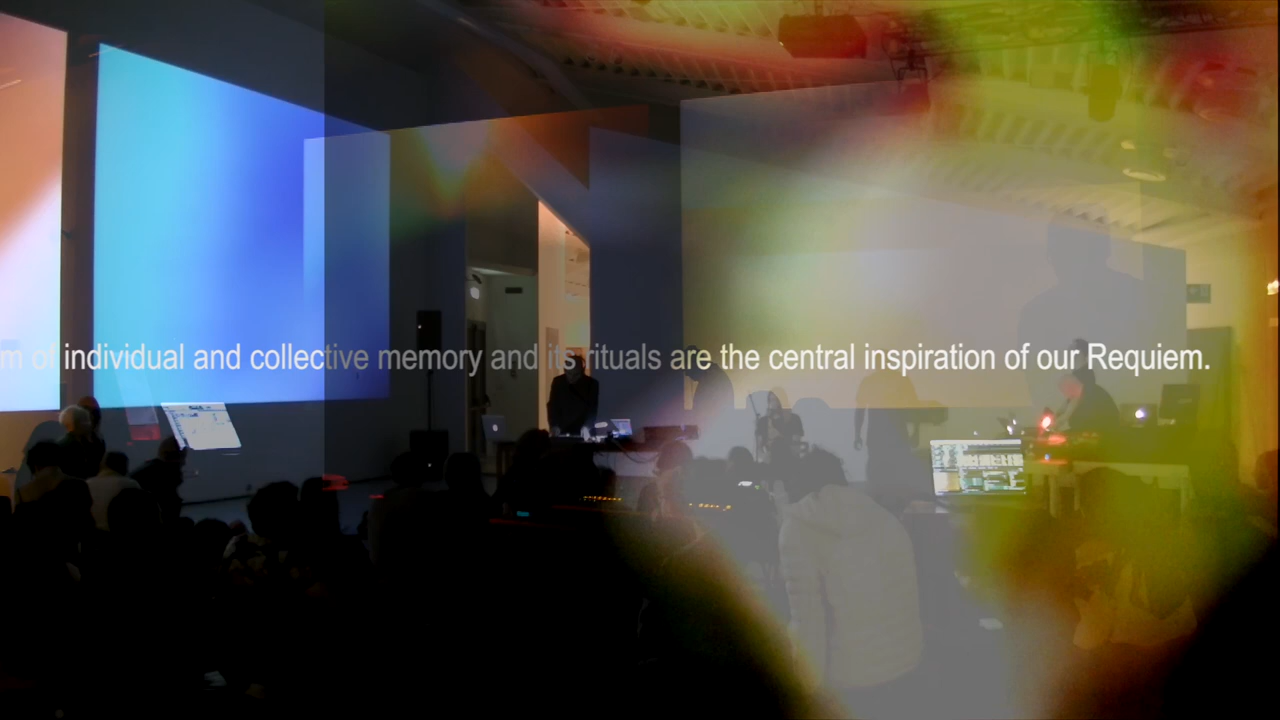 of individual and collective memory and its rituals are the central inspiration of our Requiem.